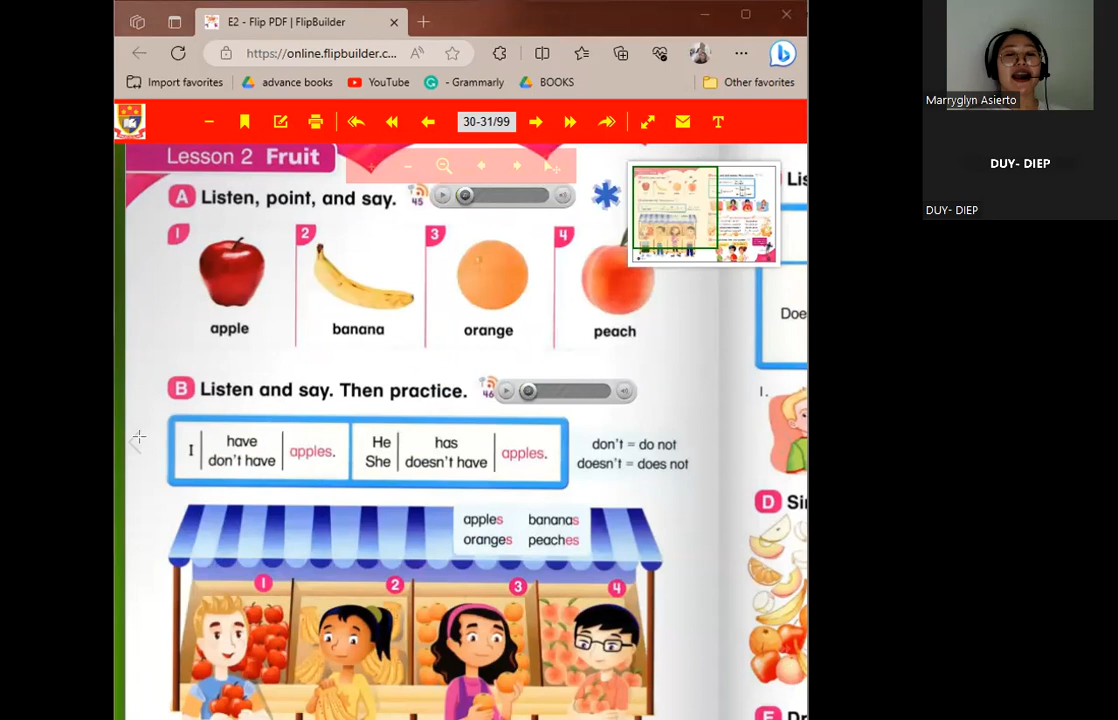 E2 - Flip PDF | FlipBuilder
https://online.flipbuilder.c...
Import favorites
advance books
YouTube
- Grammarly
BOOKS
Other favorites
30-31/99
Lesson 2 Fruit
A Listen, point, and say.
45
1
2
3
4
apple
banana
orange
peach
B Listen and say. Then practice.
46
I
have
don't have
apples.
He
She
has
doesn't have
apples.
don't = do not
doesn't = does not
apples bananas
oranges peaches
1
2
3
4
Lis
Doe
1.
D Si
E Dr
Marryglyn Asierto
DUY- DIEP
DUY- DIEP